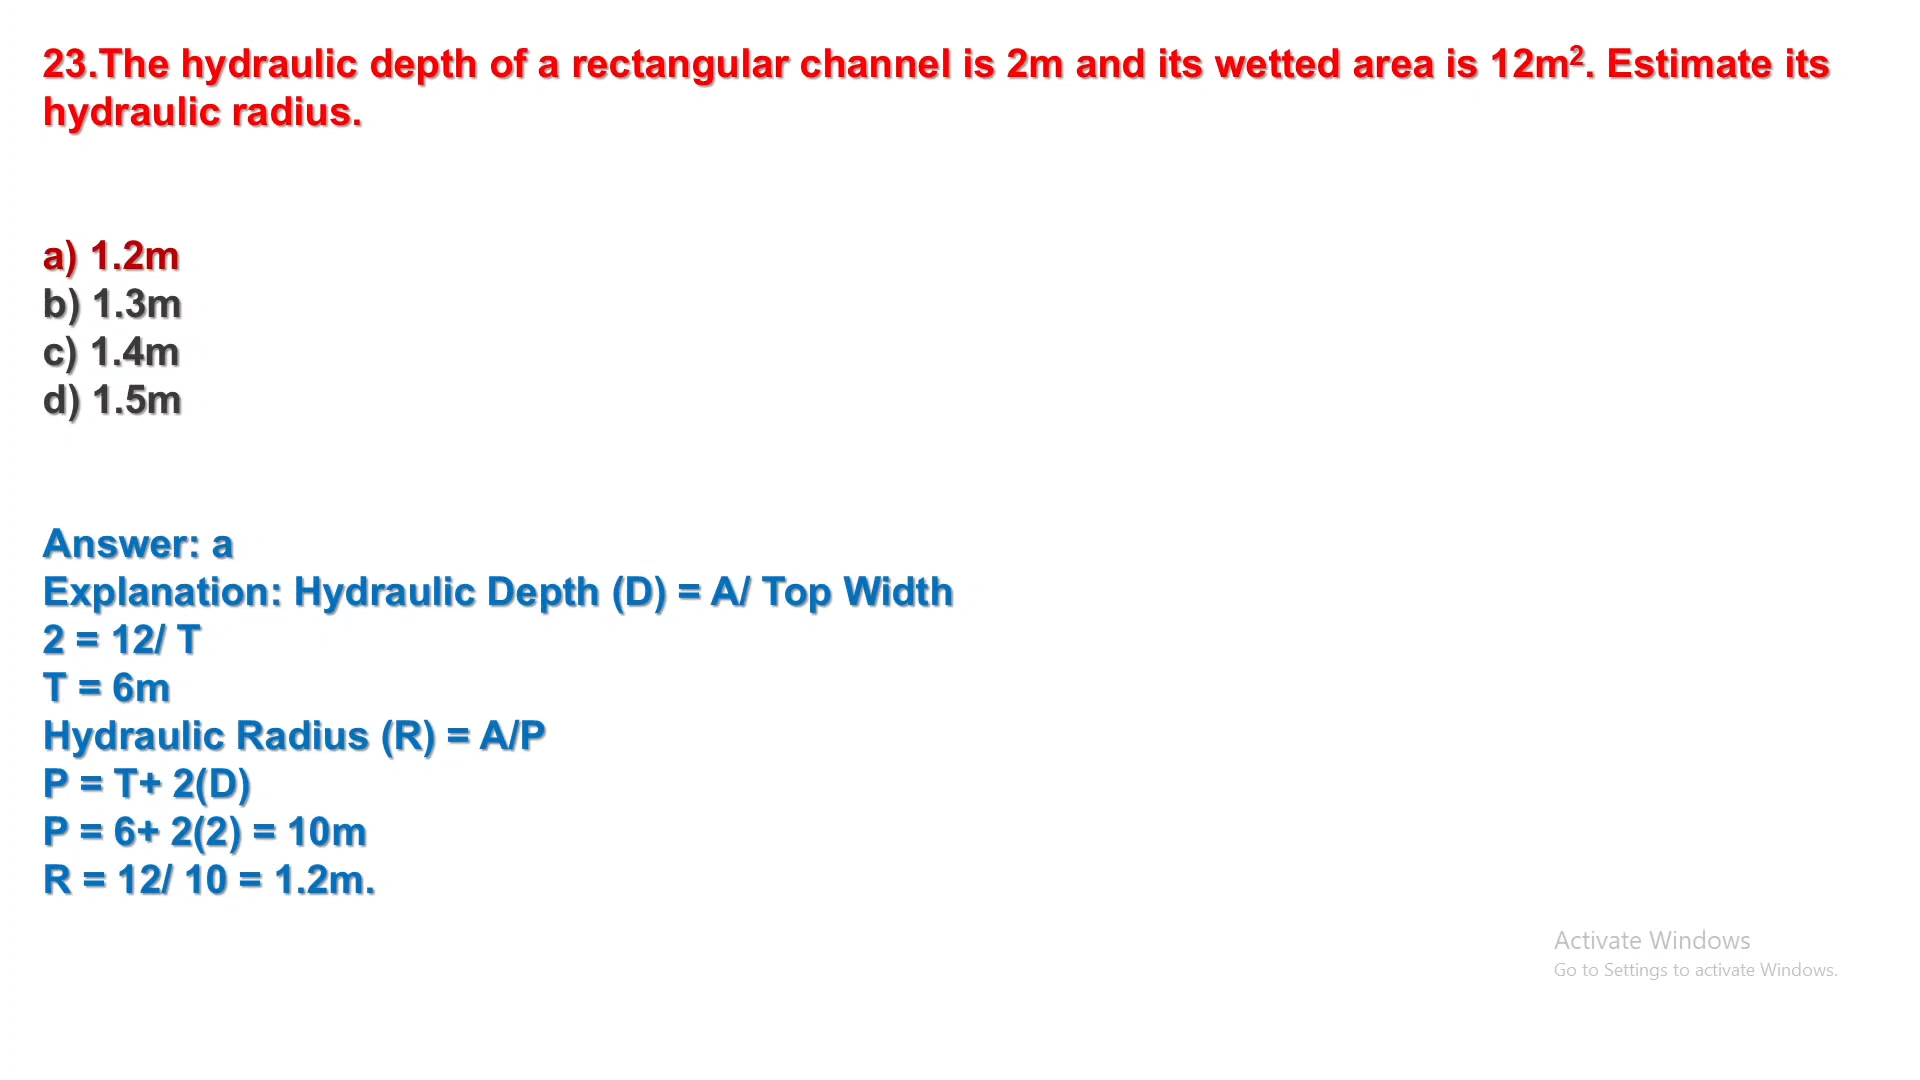 23.The hydraulic depth of a rectangular channel is 2m and its wetted area is 12m². Estimate its
hydraulic radius.
a) 1.2m
b) 1.3m
c) 1.4m
d) 1.5m
Answer: a
Explanation: Hydraulic Depth (D) = A/ Top Width
2 = 12/ T
T = 6m
Hydraulic Radius (R) = A/P
P = T+ 2(D)
P = 6+ 2(2) = 10m
R = 12/ 10 = 1.2m.
Activate Windows
Go to Settings to activate Windows.